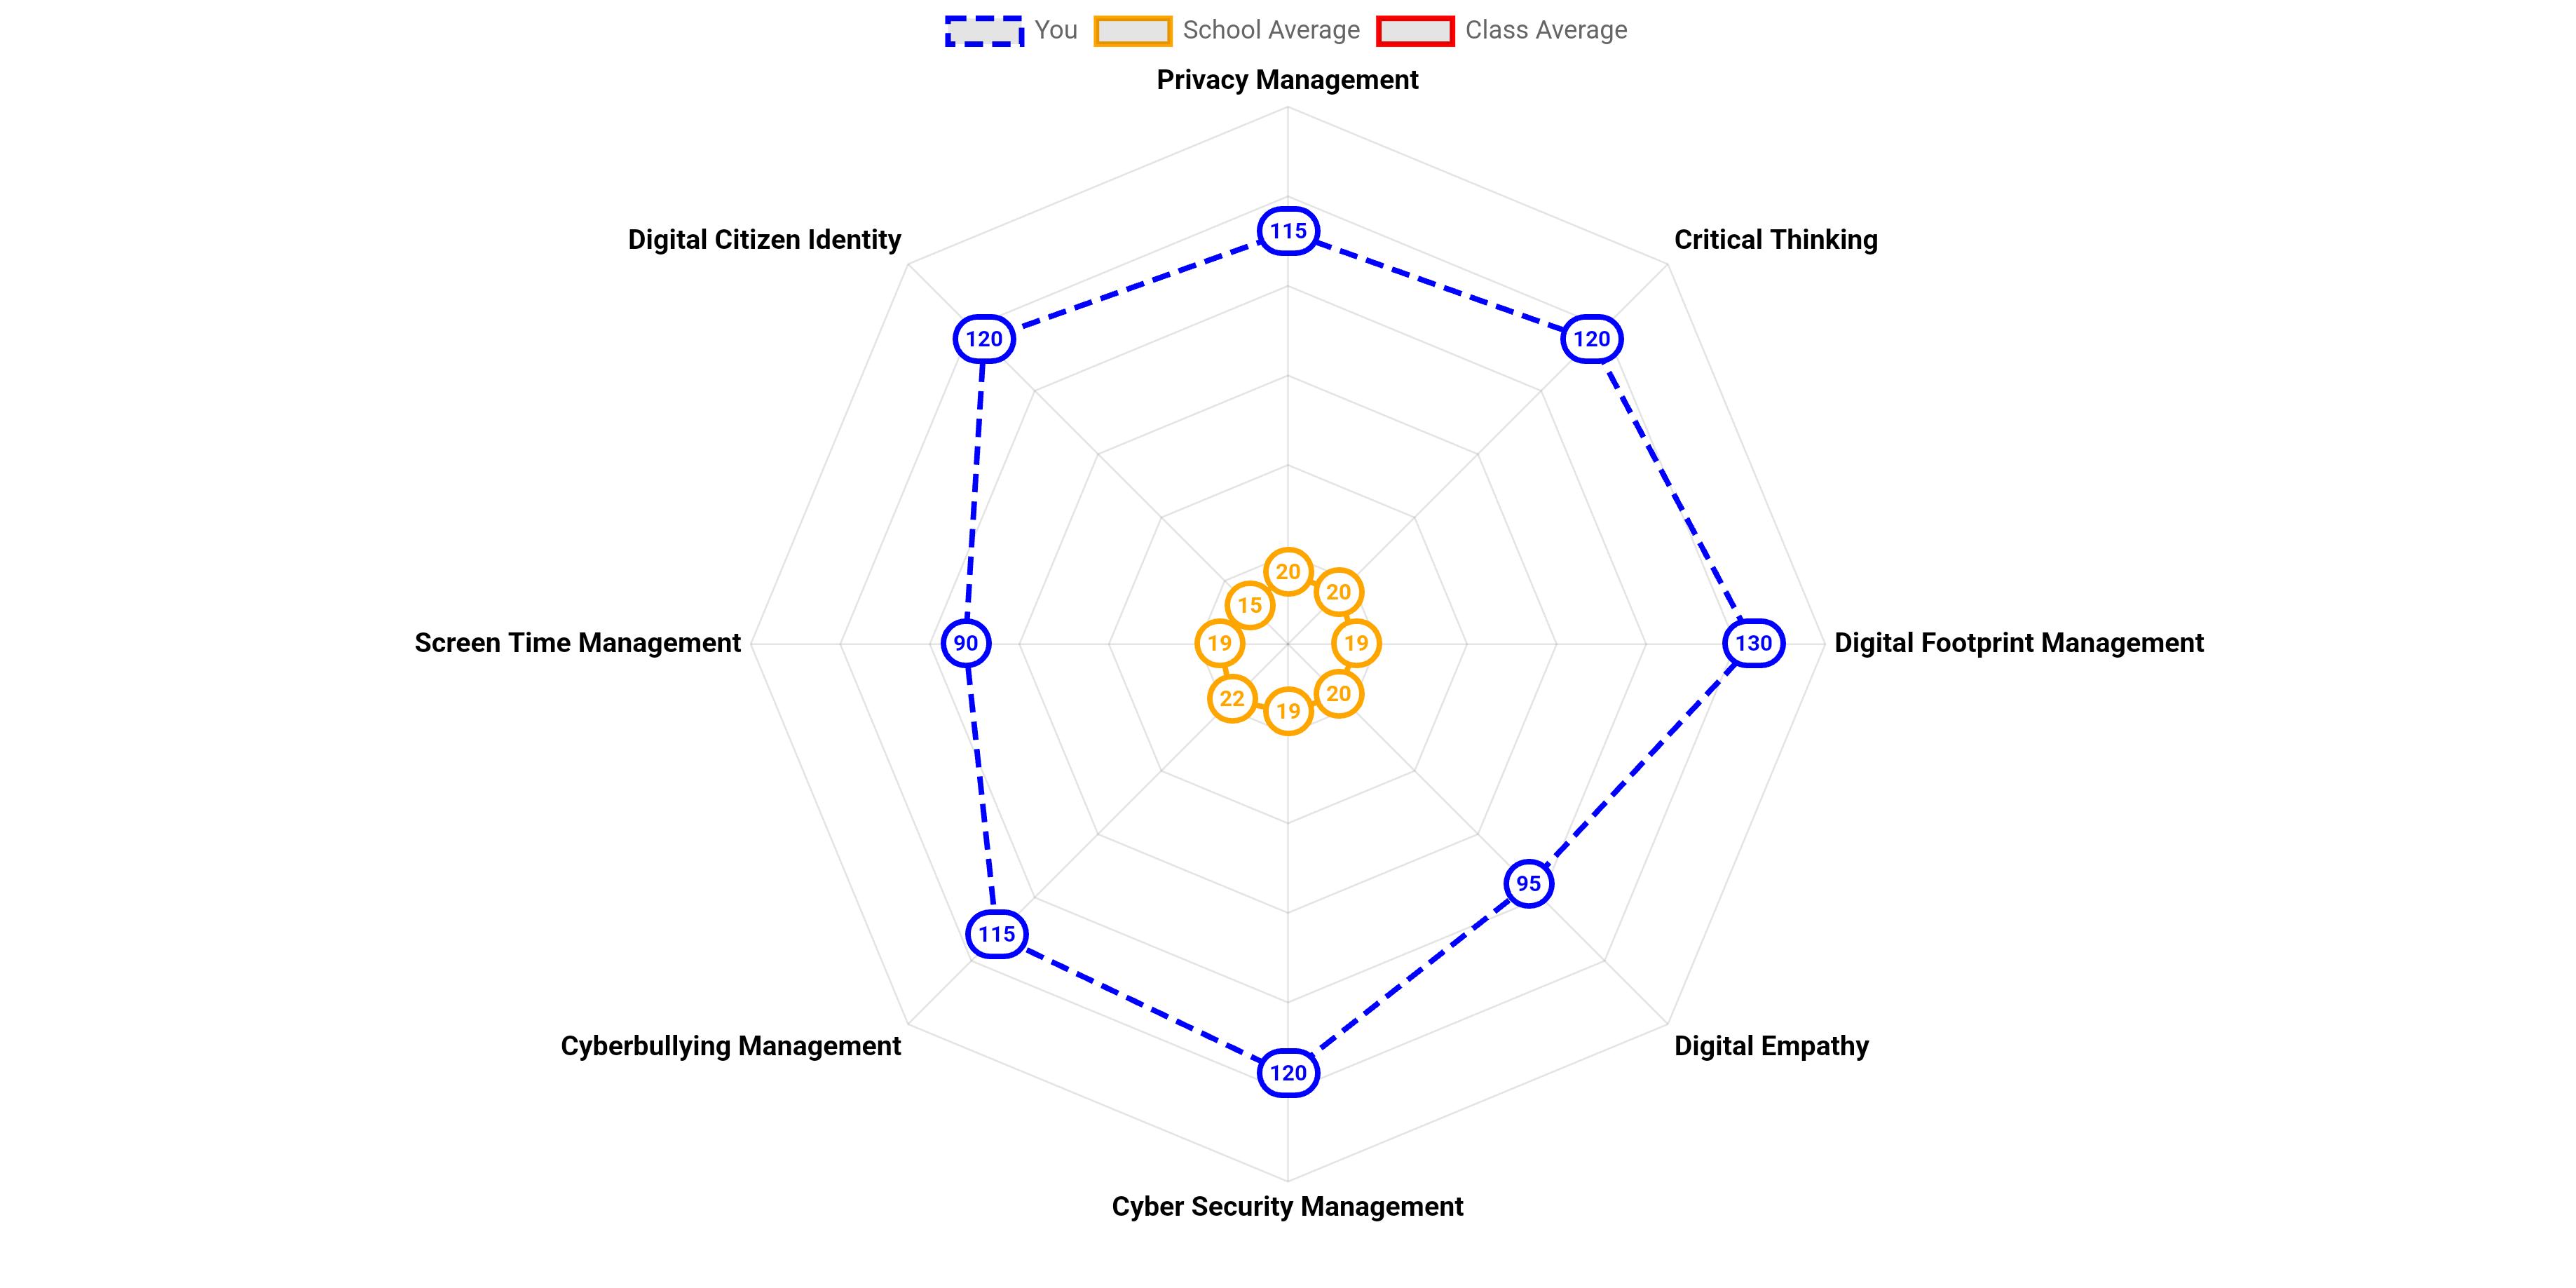 You School Average Class Average
Privacy Management
Digital Citizen Identity Critical Thinking
115
120 120
20
15 20
Screen Time Management 90 19 19 130 Digital Footprint Management
22 20
19
95
115
Cyberbullying Management Digital Empathy
120
Cyber Security Management